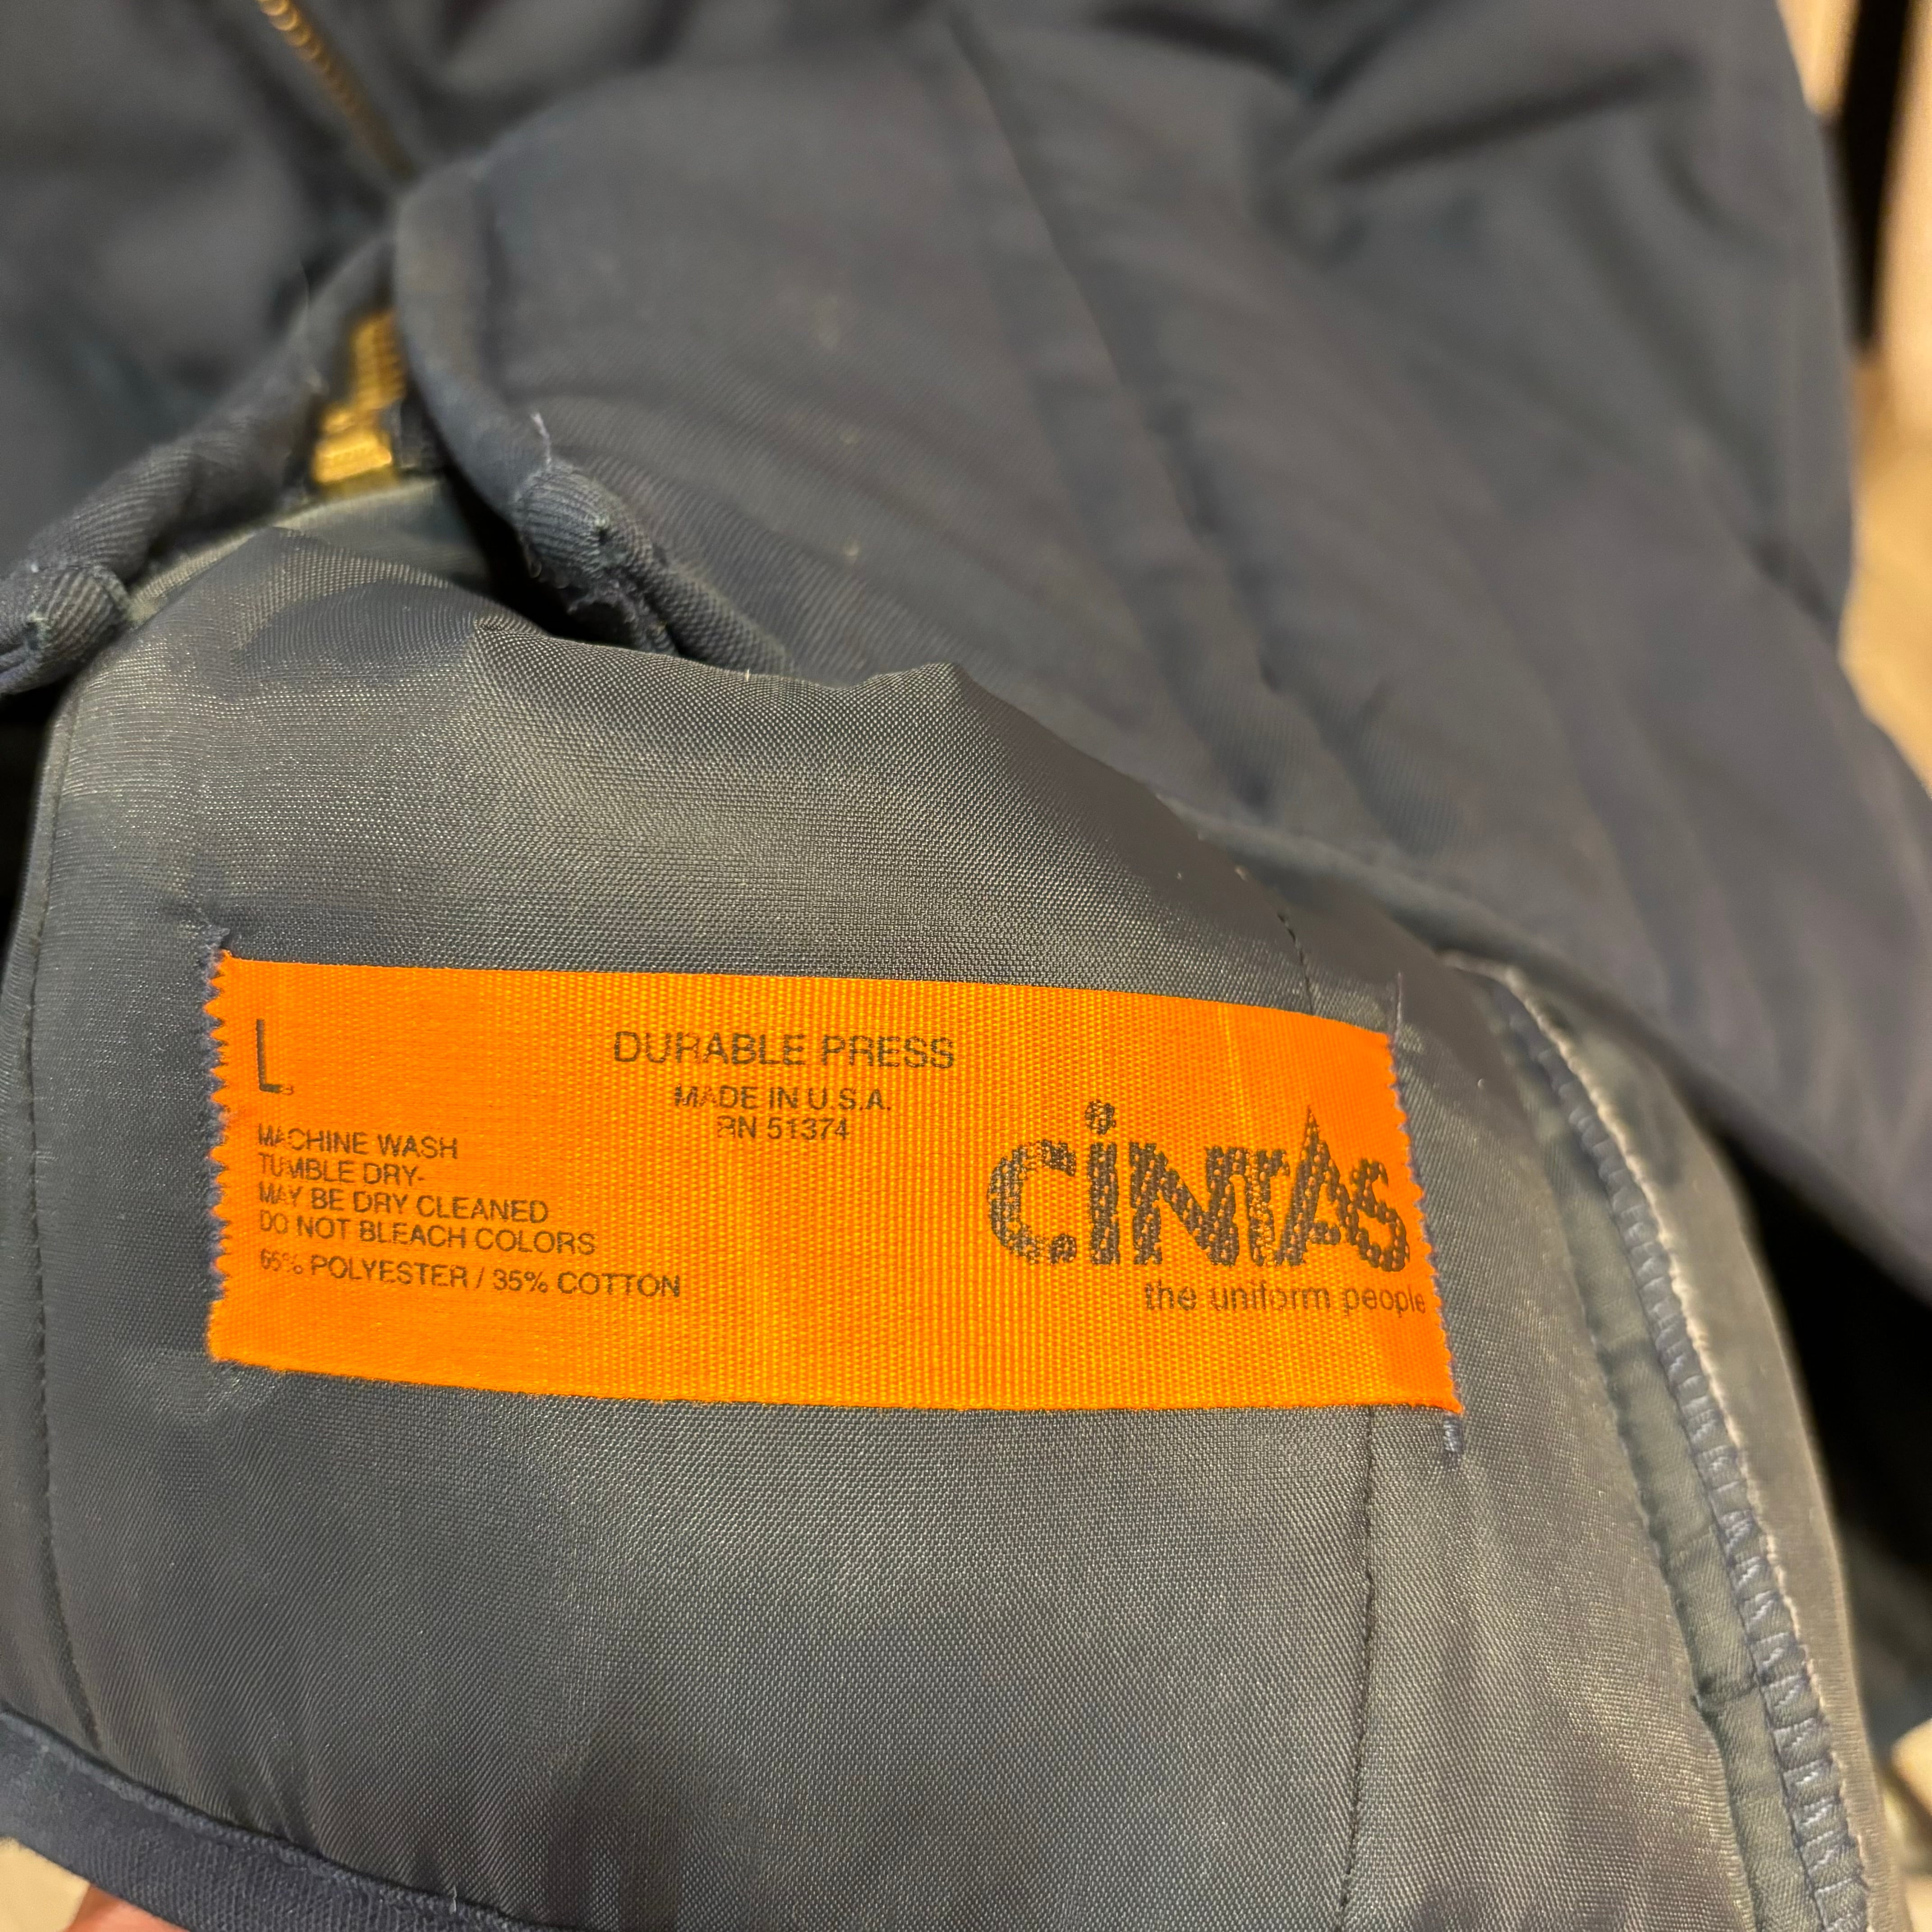 L
DURABLE PRESS
MADE IN U.S.A.
RN 51374
MACHINE WASH
TUMBLE DRY-
MAY BE DRY CLEANED
DO NOT BLEACH COLORS
65% POLYESTER / 35% COTTON
CiNTAS
the uniform people